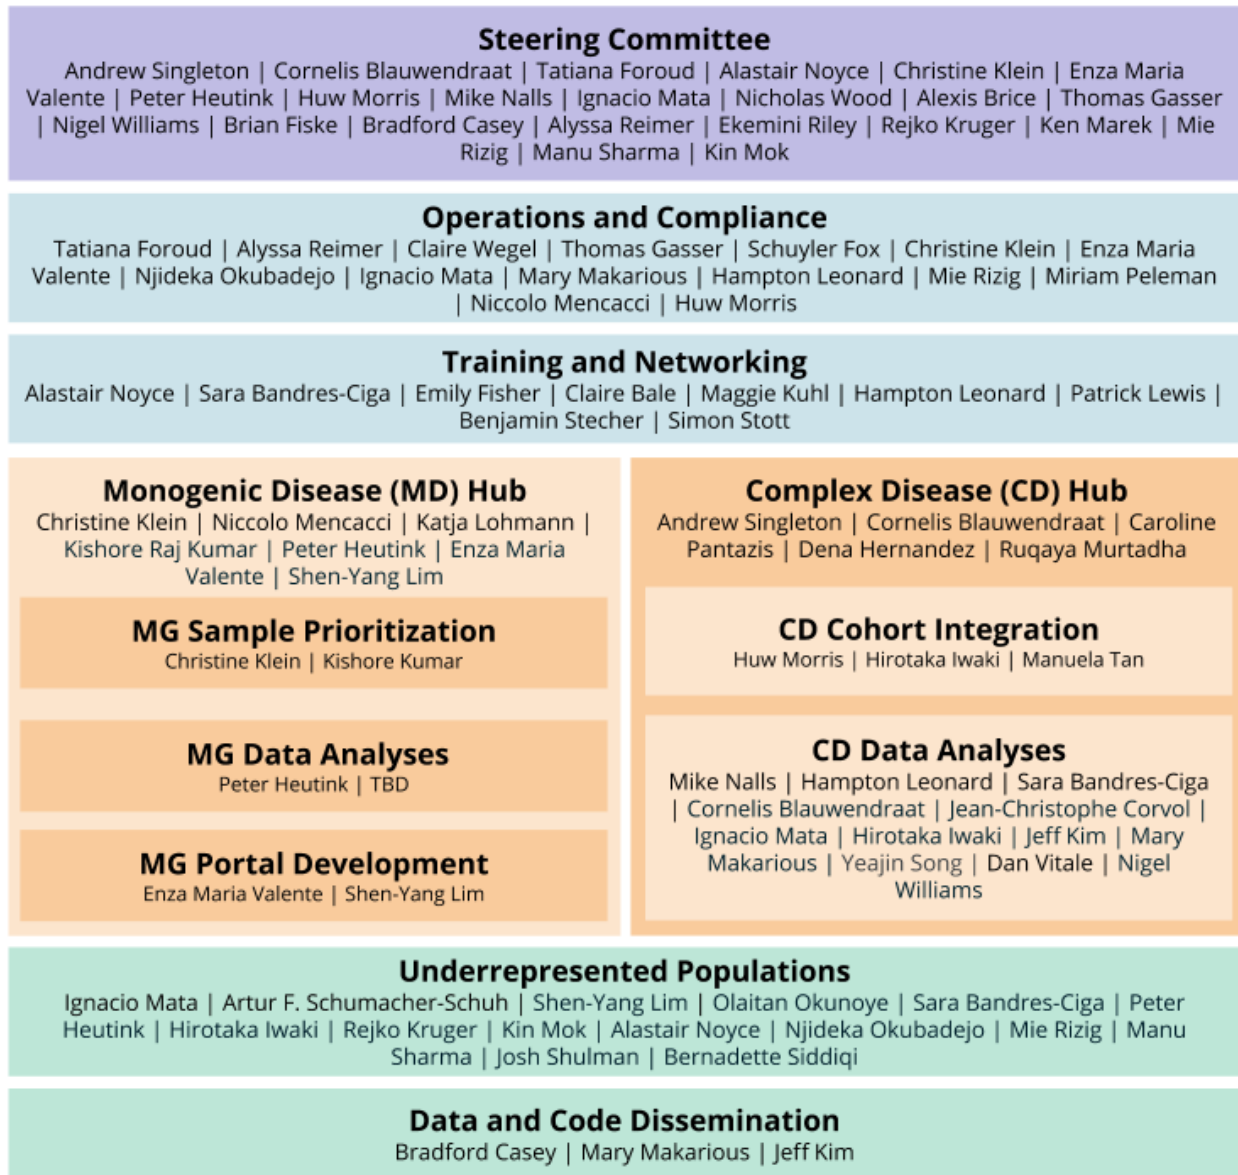 Steering Committee
Andrew Singleton | Cornelis Blauwendraat | Tatiana Foroud | Alastair Noyce | Christine Klein | Enza Maria
Valente | Peter Heutink | Huw Morris | Mike Nalls | Ignacio Mata | Nicholas Wood | Alexis Brice | Thomas Gasser
| Nigel Williams | Brian Fiske | Bradford Casey | Alyssa Reimer | Ekemini Riley | Rejko Kruger | Ken Marek | Mie
Rizig | Manu Sharma | Kin Mok
Operations and Compliance
Tatiana Foroud | Alyssa Reimer | Claire Wegel | Thomas Gasser | Schuyler Fox | Christine Klein | Enza Maria
Valente | Njideka Okubadejo | Ignacio Mata | Mary Makarious | Hampton Leonard | Mie Rizig | Miriam Peleman
| Niccolo Mencacci | Huw Morris
Training and Networking
Alastair Noyce | Sara Bandres-Ciga | Emily Fisher | Claire Bale | Maggie Kuhl | Hampton Leonard | Patrick Lewis |
Benjamin Stecher | Simon Stott
Monogenic Disease (MD) Hub
Christine Klein | Niccolo Mencacci | Katja Lohmann |
Kishore Raj Kumar | Peter Heutink | Enza Maria
Valente | Shen-Yang Lim
MG Sample Prioritization
Christine Klein | Kishore Kumar
MG Data Analyses
Peter Heutink | TBD
MG Portal Development
Enza Maria Valente | Shen-Yang Lim
Complex Disease (CD) Hub
Andrew Singleton | Cornelis Blauwendraat | Caroline
Pantazis | Dena Hernandez | Ruqaya Murtadha
CD Cohort Integration
Huw Morris | Hirotaka Iwaki | Manuela Tan
CD Data Analyses
Mike Nalls | Hampton Leonard | Sara Bandres-Ciga
| Cornelis Blauwendraat | Jean-Christophe Corvol |
Ignacio Mata | Hirotaka Iwaki | Jeff Kim | Mary
Makarious | Yeajin Song | Dan Vitale | Nigel
Williams
Underrepresented Populations
Ignacio Mata | Artur F. Schumacher-Schuh | Shen-Yang Lim | Olaitan Okunoye | Sara Bandres-Ciga | Peter
Heutink | Hirotaka Iwaki | Rejko Kruger | Kin Mok | Alastair Noyce | Njideka Okubadejo | Mie Rizig | Manu
Sharma | Josh Shulman | Bernadette Siddiqi
Data and Code Dissemination
Bradford Casey | Mary Makarious | Jeff Kim